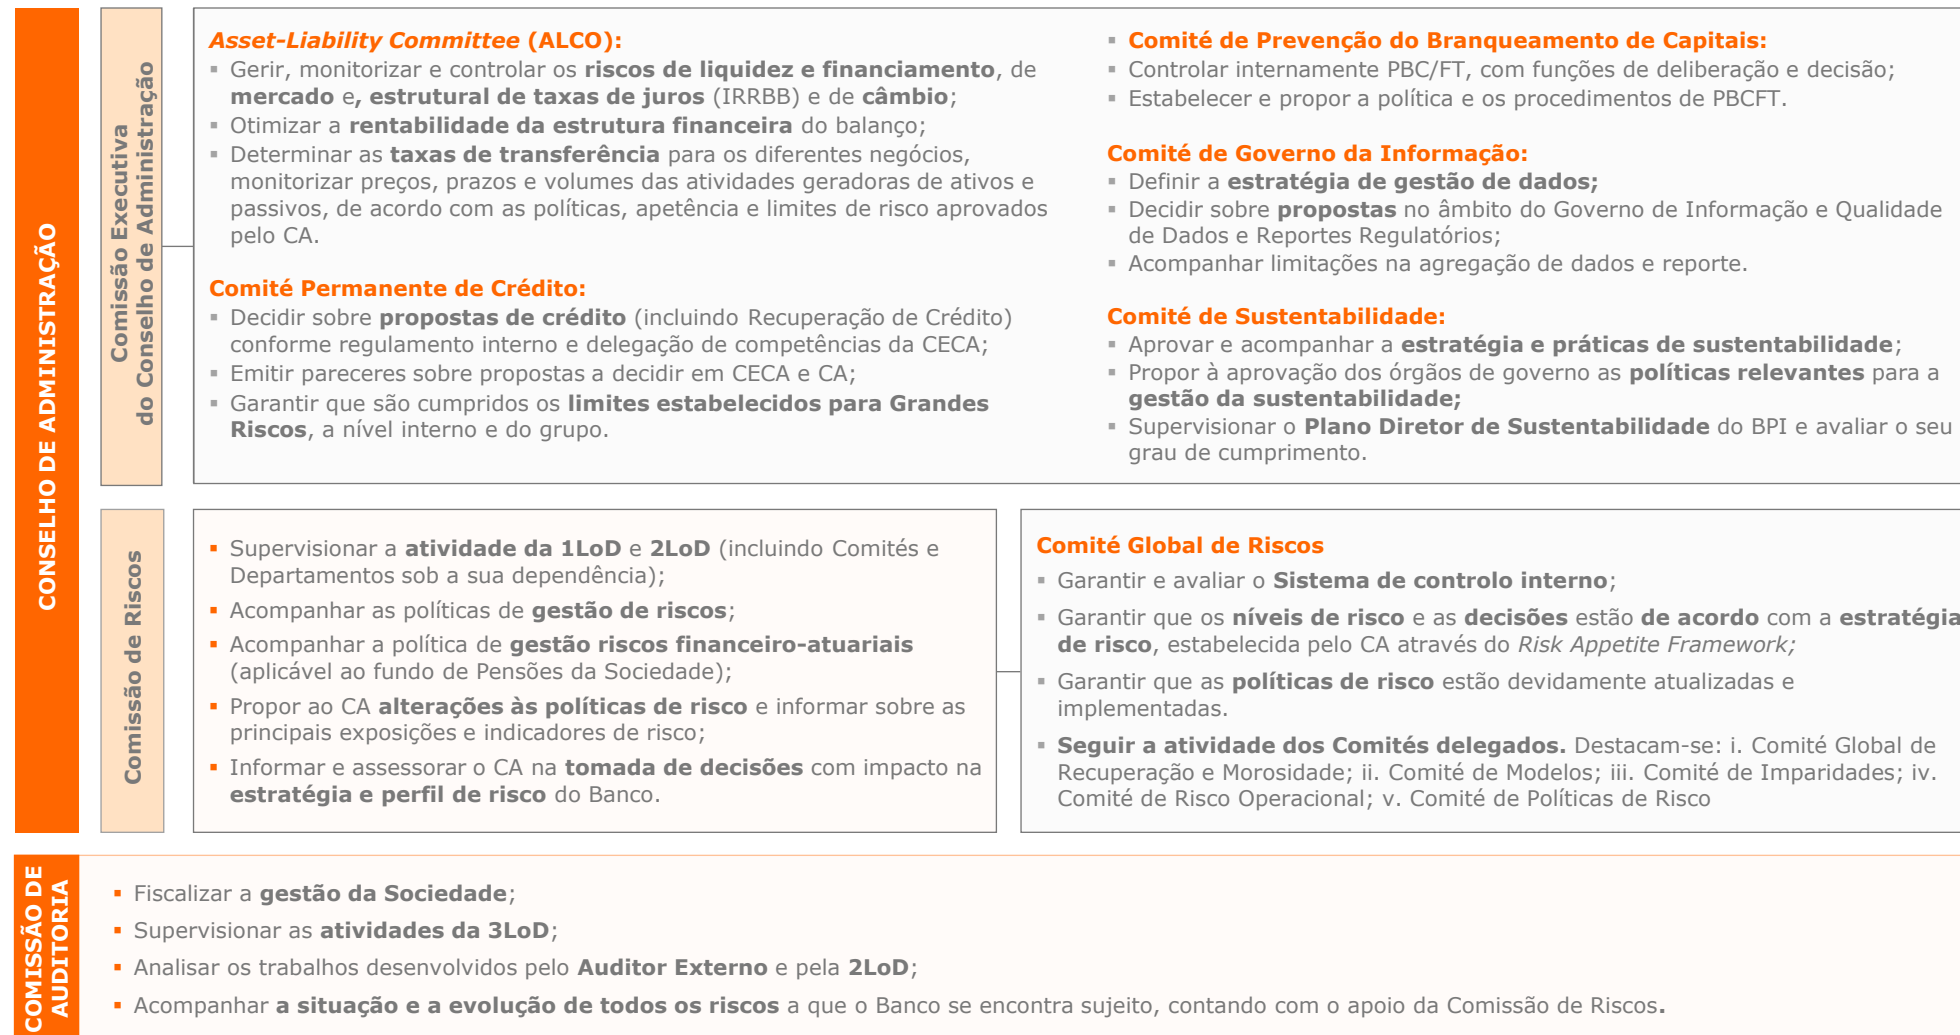 CONSELHO DE ADMINISTRAÇÃO
Comissão Executiva
do Conselho de Administração
Asset-Liability Committee (ALCO):
▪ Gerir, monitorizar e controlar os riscos de liquidez e financiamento, de
mercado e, estrutural de taxas de juros (IRRBB) e de câmbio;
▪ Otimizar a rentabilidade da estrutura financeira do balanço;
▪ Determinar as taxas de transferência para os diferentes negócios,
monitorizar preços, prazos e volumes das atividades geradoras de ativos e
passivos, de acordo com as políticas, apetência e limites de risco aprovados
pelo CA.
Comité Permanente de Crédito:
▪ Decidir sobre propostas de crédito (incluindo Recuperação de Crédito)
conforme regulamento interno e delegação de competências da CECA;
▪ Emitir pareceres sobre propostas a decidir em CECA e CA;
▪ Garantir que são cumpridos os limites estabelecidos para Grandes
Riscos, a nível interno e do grupo.
▪ Comité de Prevenção do Branqueamento de Capitais:
▪ Controlar internamente PBC/FT, com funções de deliberação e decisão;
▪ Estabelecer e propor a política e os procedimentos de PBCFT.
Comité de Governo da Informação:
▪ Definir a estratégia de gestão de dados;
▪ Decidir sobre propostas no âmbito do Governo de Informação e Qualidade
de Dados e Reportes Regulatórios;
▪ Acompanhar limitações na agregação de dados e reporte.
Comité de Sustentabilidade:
▪ Aprovar e acompanhar a estratégia e práticas de sustentabilidade;
▪ Propor à aprovação dos órgãos de governo as políticas relevantes para a
gestão da sustentabilidade;
▪ Supervisionar o Plano Diretor de Sustentabilidade do BPI e avaliar o seu
grau de cumprimento.
Comissão de Riscos
▪ Supervisionar a atividade da 1LoD e 2LoD (incluindo Comités e
Departamentos sob a sua dependência);
▪ Acompanhar as políticas de gestão de riscos;
▪ Acompanhar a política de gestão riscos financeiro-atuariais
(aplicável ao fundo de Pensões da Sociedade);
▪ Propor ao CA alterações às políticas de risco e informar sobre as
principais exposições e indicadores de risco;
▪ Informar e assessorar o CA na tomada de decisões com impacto na
estratégia e perfil de risco do Banco.
Comité Global de Riscos
▪ Garantir e avaliar o Sistema de controlo interno;
▪ Garantir que os níveis de risco e as decisões estão de acordo com a estratégia
de risco, estabelecida pelo CA através do Risk Appetite Framework;
▪ Garantir que as políticas de risco estão devidamente atualizadas e
implementadas.
▪ Seguir a atividade dos Comités delegados. Destacam-se: i. Comité Global de
Recuperação e Morosidade; ii. Comité de Modelos; iii. Comité de Imparidades; iv.
Comité de Risco Operacional; v. Comité de Políticas de Risco
COMISSÃO DE
AUDITORIA
▪ Fiscalizar a gestão da Sociedade;
▪ Supervisionar as atividades da 3LoD;
▪ Analisar os trabalhos desenvolvidos pelo Auditor Externo e pela 2LoD;
▪ Acompanhar a situação e a evolução de todos os riscos a que o Banco se encontra sujeito, contando com o apoio da Comissão de Riscos.